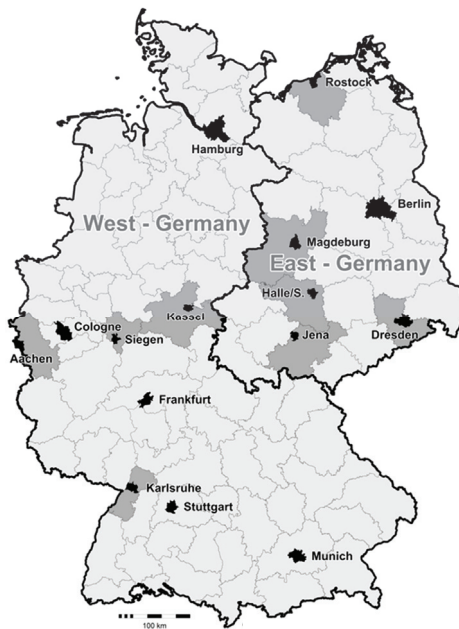 Rostock
Hamburg
Berlin
West - Germany
Magdeburg
East - Germany
Halle/S.
Kassel
Cologne
Siegen
Jena
Dresden
Aachen
Frankfurt
Karlsruhe
Stuttgart
Munich
100 km